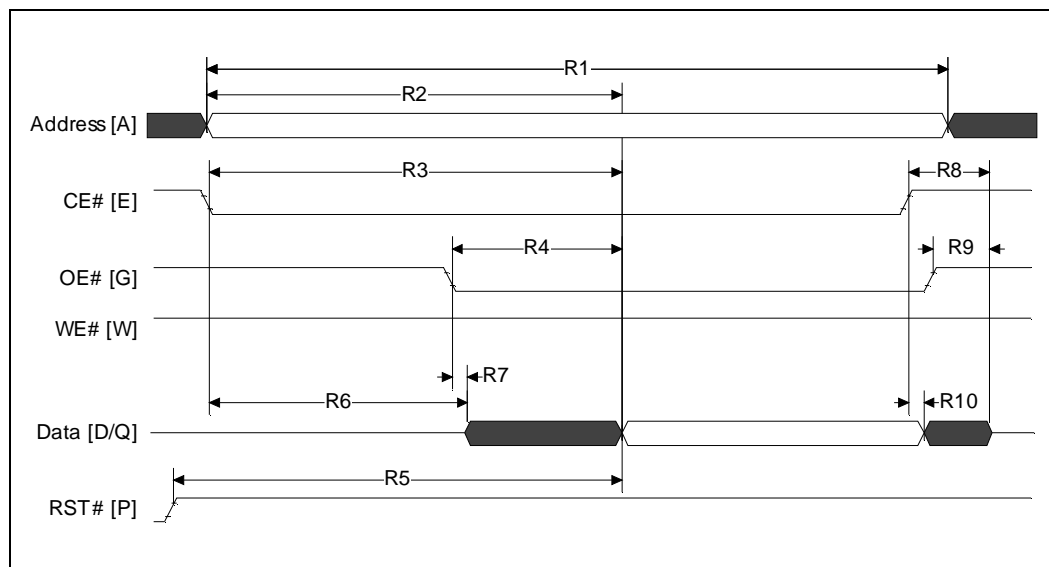 R1
R2
Address [A]
R3
R8
CE# [E]
R4
R9
OE# [G]
WE# [W]
R7
R6
R10
Data [D/Q]
R5
RST# [P]